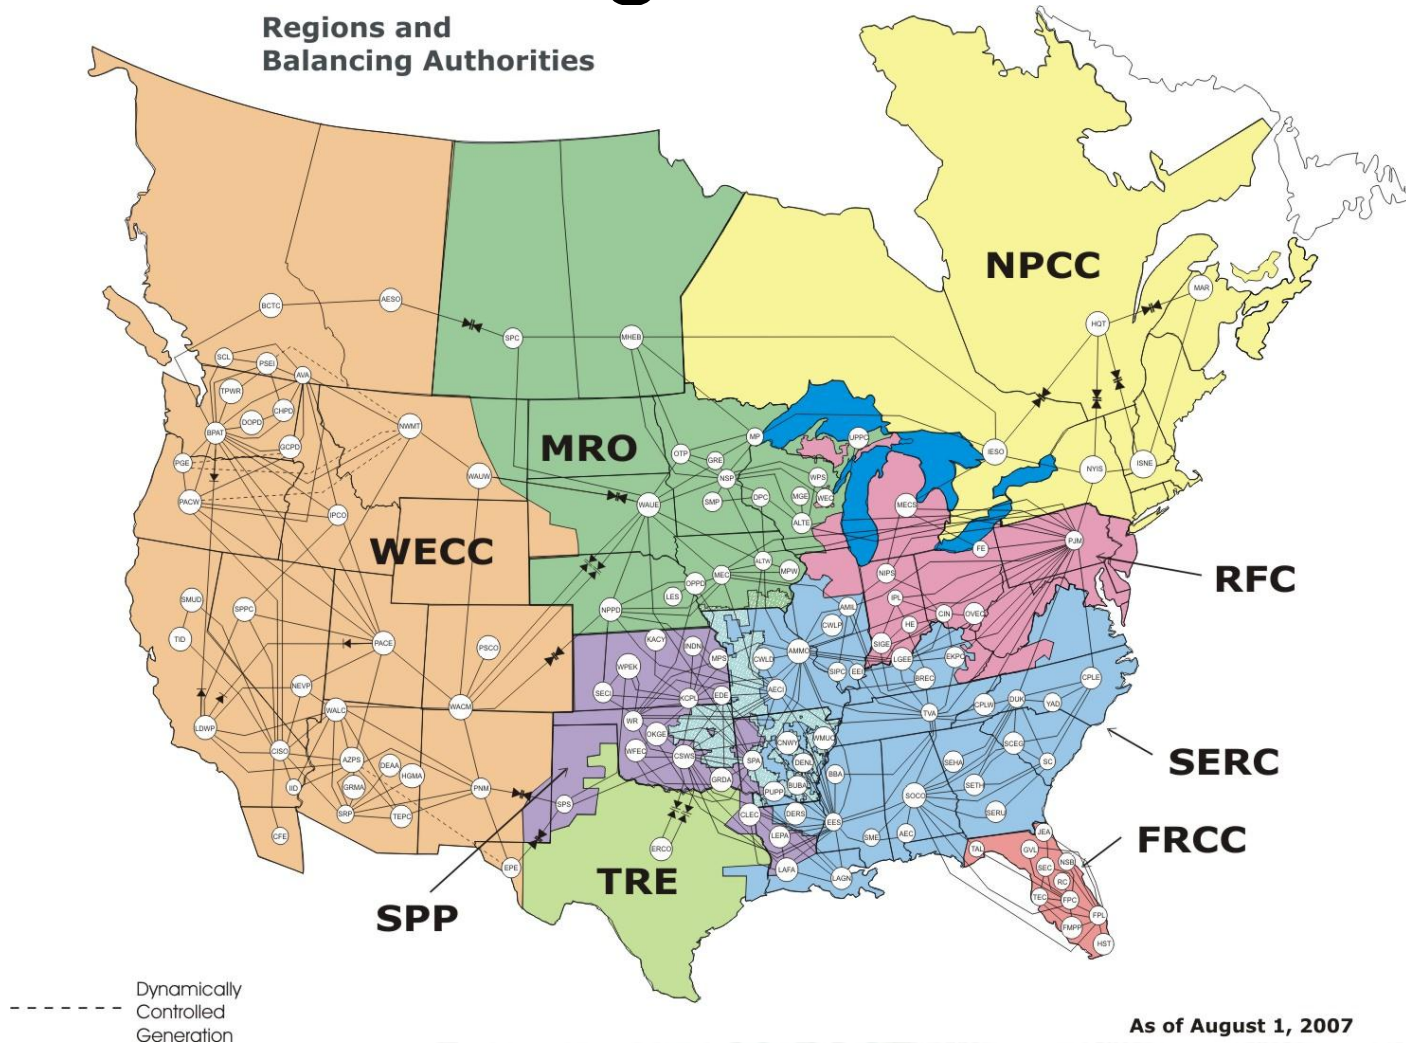 Regions and
Balancing Authorities
NPCC
MAR
HQT
BCTC
AESO
SPC
MHEB
SCL
PSEI
AVA
TPWR
CHPD
DOPD
NWMT
BPAT
GCPD
MRO
MP
UPPC
OTP
GRE
IESO
NYIS
ISNE
PGE
WAUW
NSP
WPS
PACW
IPCO
WAUE
SMP
DPC
MGE
WEC
MECS
ALTE
WECC
PJM
FE
RFC
ALTW
MPW
NIPS
MEC
OPPD
LES
NPPD
SMUD
SPPC
IPL
AMIL
CIN
OVEC
CWLP
HE
TID
PACE
PSCO
KACY
INDN
MPS
CWLD
AMMO
SIGE
LGEE
EKPC
WPEK
SIPC
EEI
BREC
NEVP
SECI
KCPL
EDE
AECI
CPLE
WALC
WACM
TVA
CPLW
DUK
YAD
LDWP
WR
OKGE
CISO
WFEC
CSWS
CNWY
WMUC
SCEG
SERC
AZPS
DEAA
HGMA
SPA
DENL
SEHA
SC
IID
GRMA
PNM
GRDA
PUPP
BUBA
BBA
SETH
SRP
TEPC
SPS
CLEC
DERS
EES
SOCO
SERU
CFE
LEPA
SME
AEC
JEA
FRCC
ERCO
TAL
GVL
NSB
EPE
TRE
LAFA
LAGN
SEC
RC
TEC
FPC
SPP
FPL
FMPP
HST
Dynamically
Controlled
Generation
As of August 1, 2007